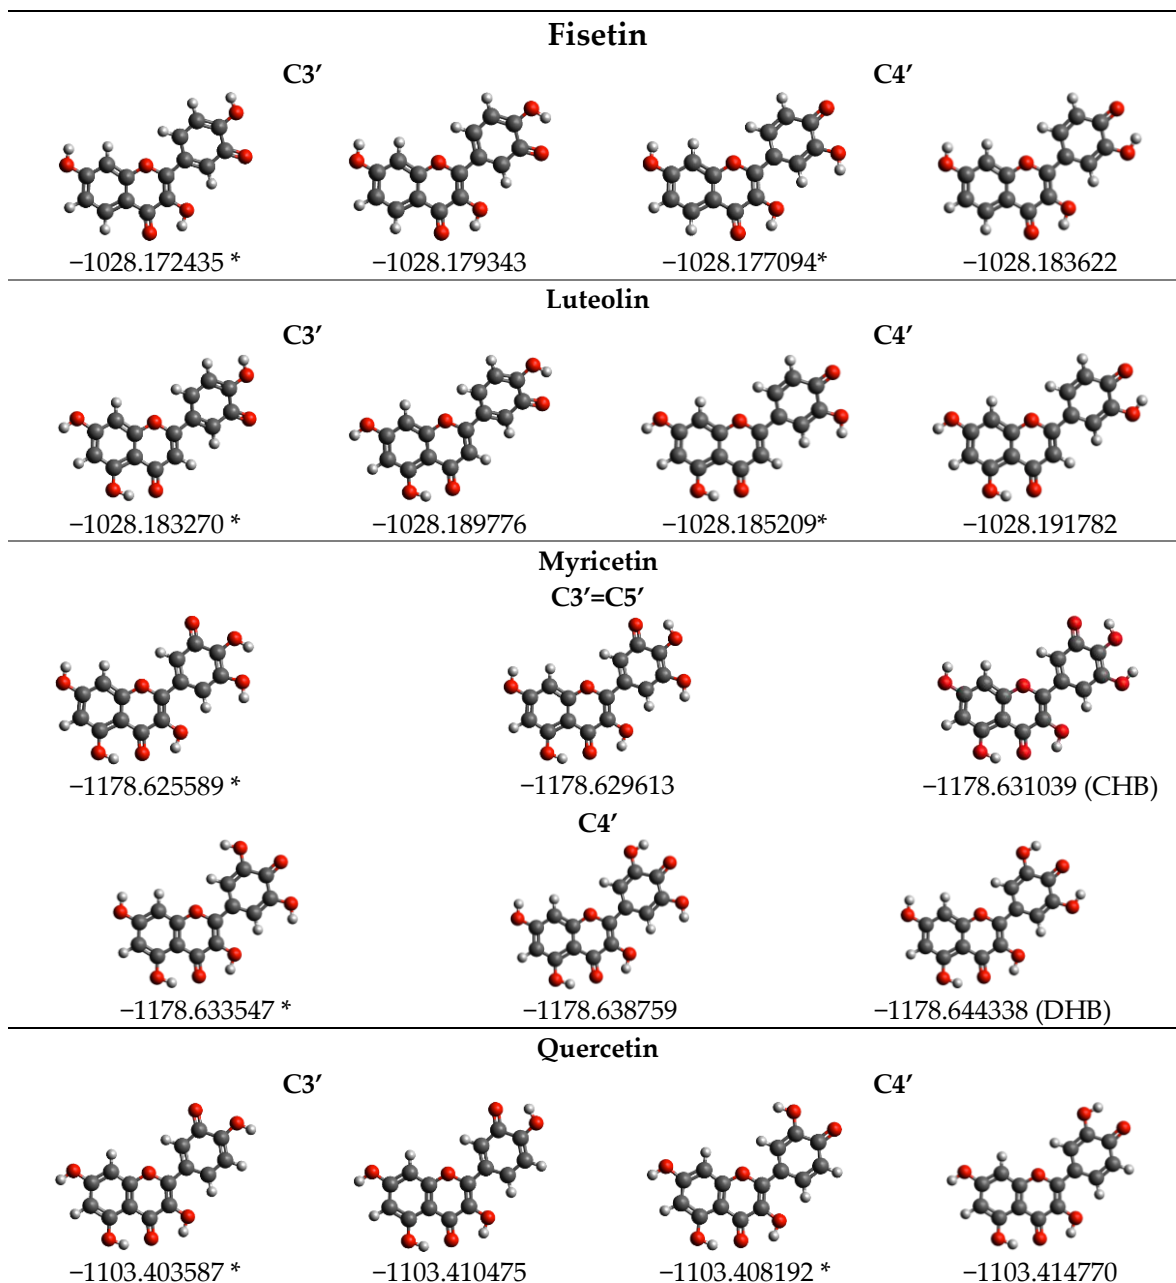 Fisetin
C3′ C4′
−1028.172435 * −1028.179343 −1028.177094* −1028.183622
Luteolin
C3′ C4′
−1028.183270 * −1028.189776 −1028.185209* −1028.191782
Myricetin
C3′=C5′
−1178.625589 * −1178.629613 −1178.631039 (CHB)
C4′
−1178.633547 * −1178.638759 −1178.644338 (DHB)
Quercetin
C3′ C4′
−1103.403587 * −1103.410475 −1103.408192 * −1103.414770